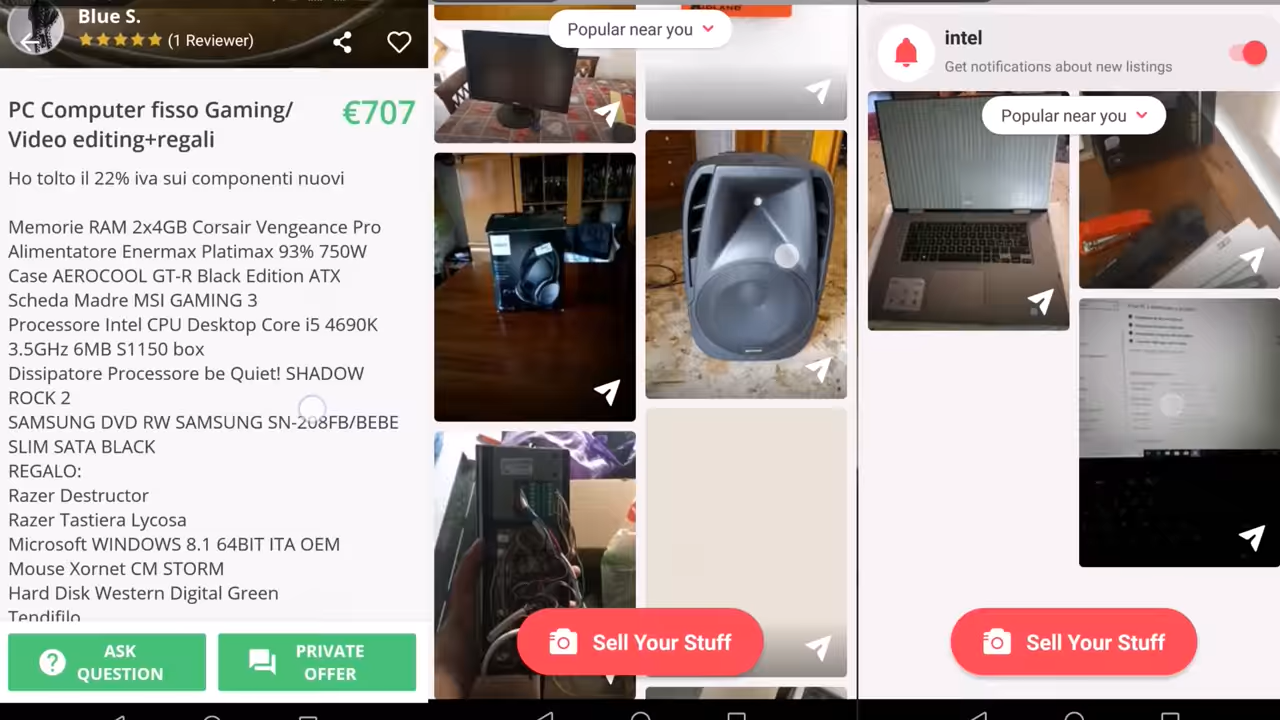 Blue S.
(1 Reviewer)
PC Computer fisso Gaming/
Video editing+regali
€707
Ho tolto il 22% iva sui componenti nuovi
Memorie RAM 2x4GB Corsair Vengeance Pro
Alimentatore Enermax Platimax 93% 750W
Case AEROCOOL GT-R Black Edition ATX
Scheda Madre MSI GAMING 3
Processore Intel CPU Desktop Core i5 4690K
3.5GHz 6MB S1150 box
Dissipatore Processore be Quiet! SHADOW
ROCK 2
SAMSUNG DVD RW SAMSUNG SN-208FB/BEBE
SLIM SATA BLACK
REGALO:
Razer Destructor
Razer Tastiera Lycosa
Microsoft WINDOWS 8.1 64BIT ITA OEM
Mouse Xornet CM STORM
Hard Disk Western Digital Green
Tendifilo
ASK
QUESTION
PRIVATE
OFFER
Popular near you
Sell Your Stuff
intel
Get notifications about new listings
Popular near you
Sell Your Stuff